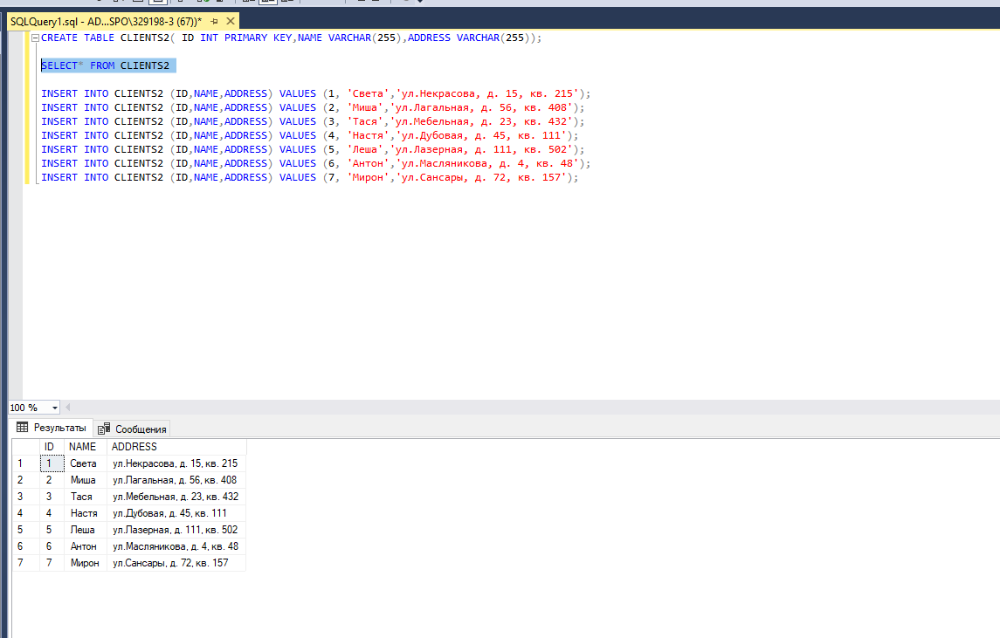 SQLQuery1.sql - AD...SPO\329198-3 (67))*
CREATE TABLE CLIENTS2( ID INT PRIMARY KEY,NAME VARCHAR(255),ADDRESS VARCHAR(255));
SELECT* FROM CLIENTS2
INSERT INTO CLIENTS2 (ID,NAME,ADDRESS) VALUES (1, 'Света','ул.Некрасова, д. 15, кв. 215');
INSERT INTO CLIENTS2 (ID,NAME,ADDRESS) VALUES (2, 'Миша','ул.Лагальная, д. 56, кв. 408');
INSERT INTO CLIENTS2 (ID,NAME,ADDRESS) VALUES (3, 'Тася','ул.Мебельная, д. 23, кв. 432');
INSERT INTO CLIENTS2 (ID,NAME,ADDRESS) VALUES (4, 'Настя','ул.Дубовая, д. 45, кв. 111');
INSERT INTO CLIENTS2 (ID,NAME,ADDRESS) VALUES (5, 'Леша','ул.Лазерная, д. 111, кв. 502');
INSERT INTO CLIENTS2 (ID,NAME,ADDRESS) VALUES (6, 'Антон','ул.Масляникова, д. 4, кв. 48');
INSERT INTO CLIENTS2 (ID,NAME,ADDRESS) VALUES (7, 'Мирон','ул.Сансары, д. 72, кв. 157');
100 %
Результаты Сообщения
ID NAME ADDRESS
1 1 Света ул.Некрасова, д. 15, кв. 215
2 2 Миша ул.Лагальная, д. 56, кв. 408
3 3 Тася ул.Мебельная, д. 23, кв. 432
4 4 Настя ул.Дубовая, д. 45, кв. 111
5 5 Леша ул.Лазерная, д. 111, кв. 502
6 6 Антон ул.Масляникова, д. 4, кв. 48
7 7 Мирон ул.Сансары, д. 72, кв. 157